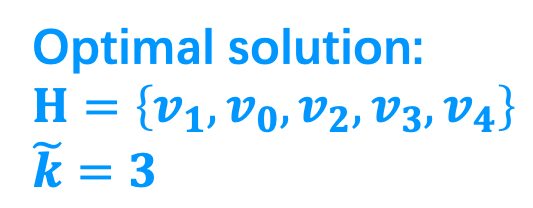 Optimal solution:
H = {v₁, v₀, v₂, v₃, v₄}
k̃ = 3